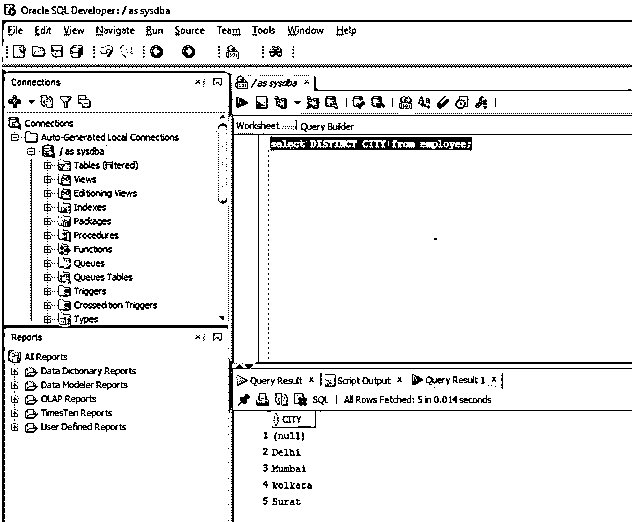 Oracle SQL Developer: / as sysdba
File Edit View Navigate Run Source Team Tools Window Help
Connections
/ as sysdba
Connections
Auto-Generated Local Connections
/ as sysdba
Tables (Filtered)
Views
Editioning Views
Indexes
Packages
Procedures
Functions
Queues
Queues Tables
Triggers
Crossedition Triggers
Types
Worksheet Query Builder
select DISTINCT CITY from employee;
Reports
All Reports
Data Dictionary Reports
Data Modeler Reports
OLAP Reports
TimesTen Reports
User Defined Reports
Query Result × Script Output × Query Result 1 ×
SQL | All Rows Fetched: 5 in 0.014 seconds
CITY
1 (null)
2 Delhi
3 Mumbai
4 kolkata
5 Surat